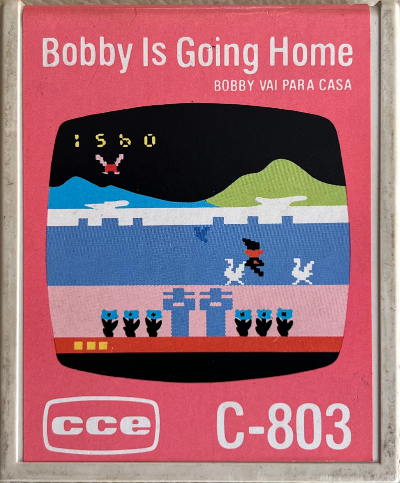 Bobby Is Going Home
BOBBY VAI PARA CASA
1560
cce
C-803